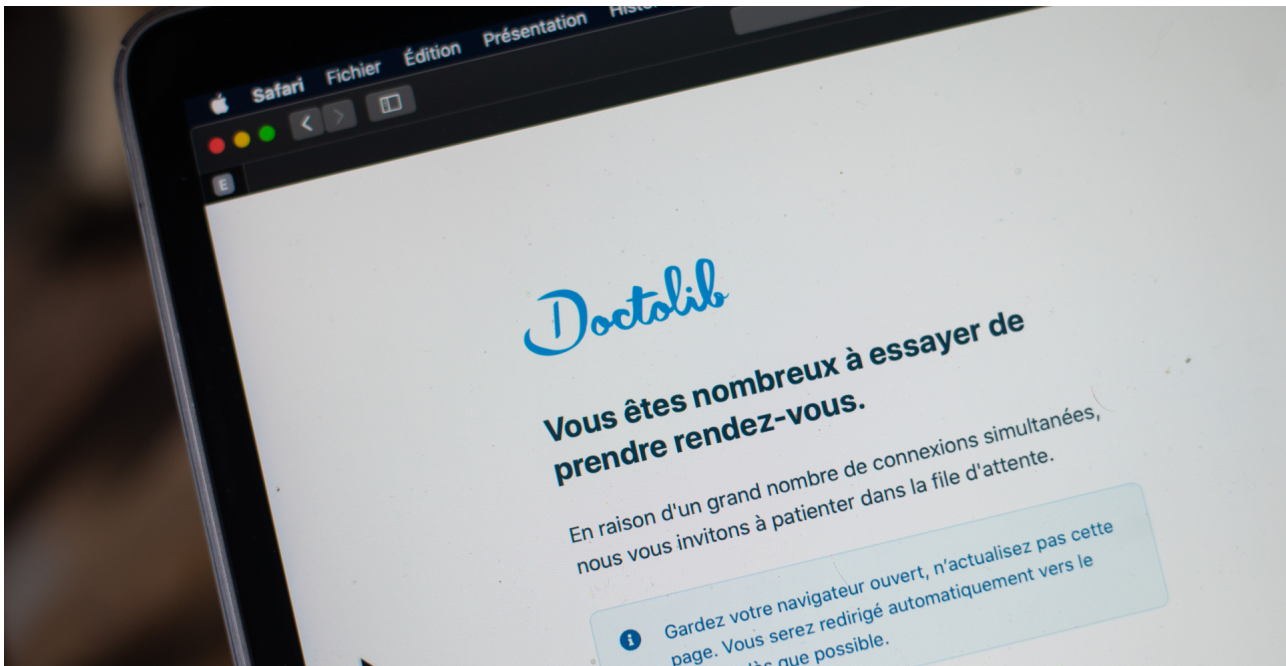 Safari Fichier Édition Présentation
E
Doctolib
Vous êtes nombreux à essayer de
prendre rendez-vous.
En raison d'un grand nombre de connexions simultanées,
nous vous invitons à patienter dans la file d'attente.
Gardez votre navigateur ouvert, n'actualisez pas cette
page. Vous serez redirigé automatiquement vers le
dès que possible.